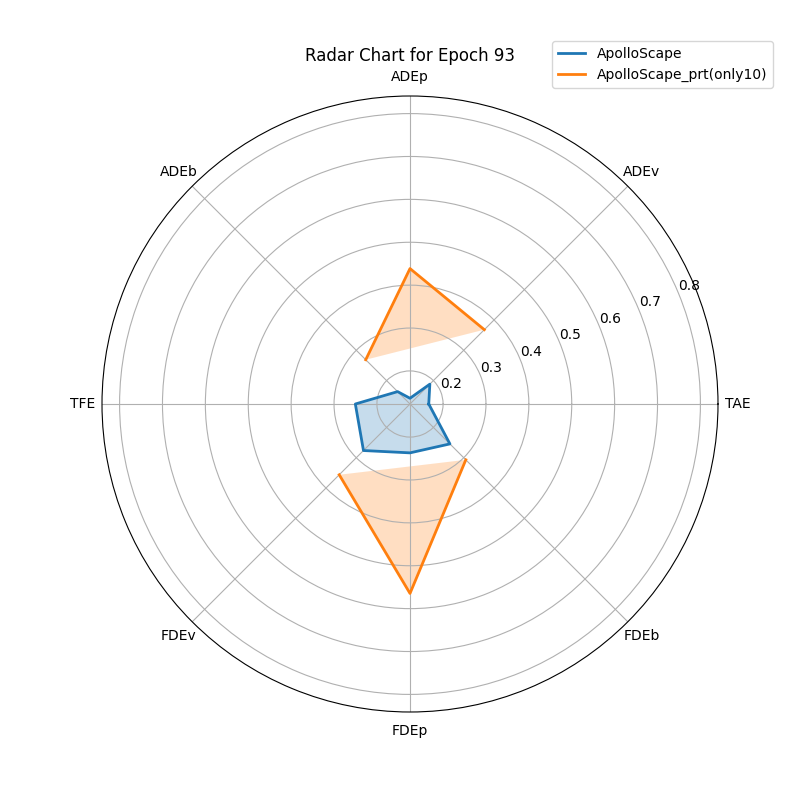 Radar Chart for Epoch 93
ApolloScape
ApolloScape_prt(only10)
ADEp
ADEb
ADEv
0.8
0.7
0.6
0.5
0.4
0.3
0.2
TFE
TAE
FDEv
FDEb
FDEp